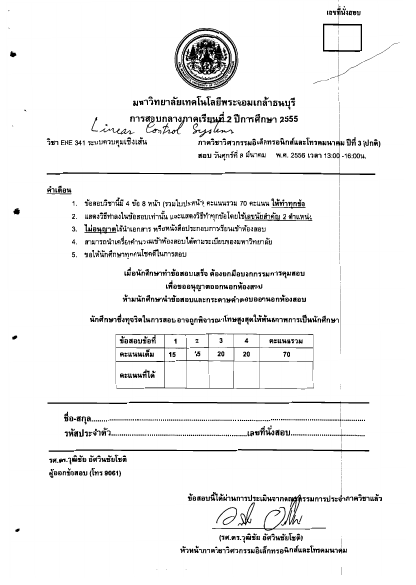 เลขที่นั่งสอบ
มหาวิทยาลัยเทคโนโลยีพระจอมเกล้าธนบุรี
การสอบกลางภาคเรียนที่ 2 ปีการศึกษา 2555
Linear Control Systems
วิชา ENE 341 ระบบควบคุมเชิงเส้น ภาควิชาวิศวกรรมอิเล็กทรอนิกส์และโทรคมนาคม ปีที่ 3 (ปกติ)
สอบ วันศุกร์ที่ 8 มีนาคม พ.ศ. 2556 เวลา 13:00 -16:00น.
คำเตือน
1. ข้อสอบวิชานี้มี 4 ข้อ 8 หน้า (รวมใบปะหน้า) คะแนนรวม 70 คะแนน ให้ทำทุกข้อ
2. แสดงวิธีทำลงในข้อสอบเท่านั้น และแสดงวิธีทำทุกข้อโดยใช้เลขนัยสำคัญ 2 ตำแหน่ง
3. ไม่อนุญาตให้นำเอกสาร หรือหนังสือประกอบการเรียนเข้าห้องสอบ
4. สามารถนำเครื่องคำนวณเข้าห้องสอบได้ตามระเบียบของมหาวิทยาลัย
5. ขอให้นักศึกษาทุกคนโชคดีในการสอบ
เมื่อนักศึกษาทำข้อสอบเสร็จ ต้องยกมือบอกกรรมการคุมสอบ
เพื่อขออนุญาตออกนอกห้องสอบ
ห้ามนักศึกษานำข้อสอบและกระดาษคำตอบออกนอกห้องสอบ
นักศึกษาซึ่งทุจริตในการสอบ อาจถูกพิจารณาโทษสูงสุดให้พ้นสภาพการเป็นนักศึกษา
ข้อสอบข้อที่ 1 2 3 4 คะแนนรวม
คะแนนเต็ม 15 15 20 20 70
คะแนนที่ได้
ชื่อ-สกุล
รหัสประจำตัว เลขที่นั่งสอบ
รศ.ดร.วุฒิชัย อัศวินชัยโชติ
ผู้ออกข้อสอบ (โทร 9061)
ข้อสอบนี้ได้ผ่านการประเมินจากคณะกรรมการประจำภาควิชาแล้ว
(รศ.ดร.วุฒิชัย อัศวินชัยโชติ)
หัวหน้าภาควิชาวิศวกรรมอิเล็กทรอนิกส์และโทรคมนาคม